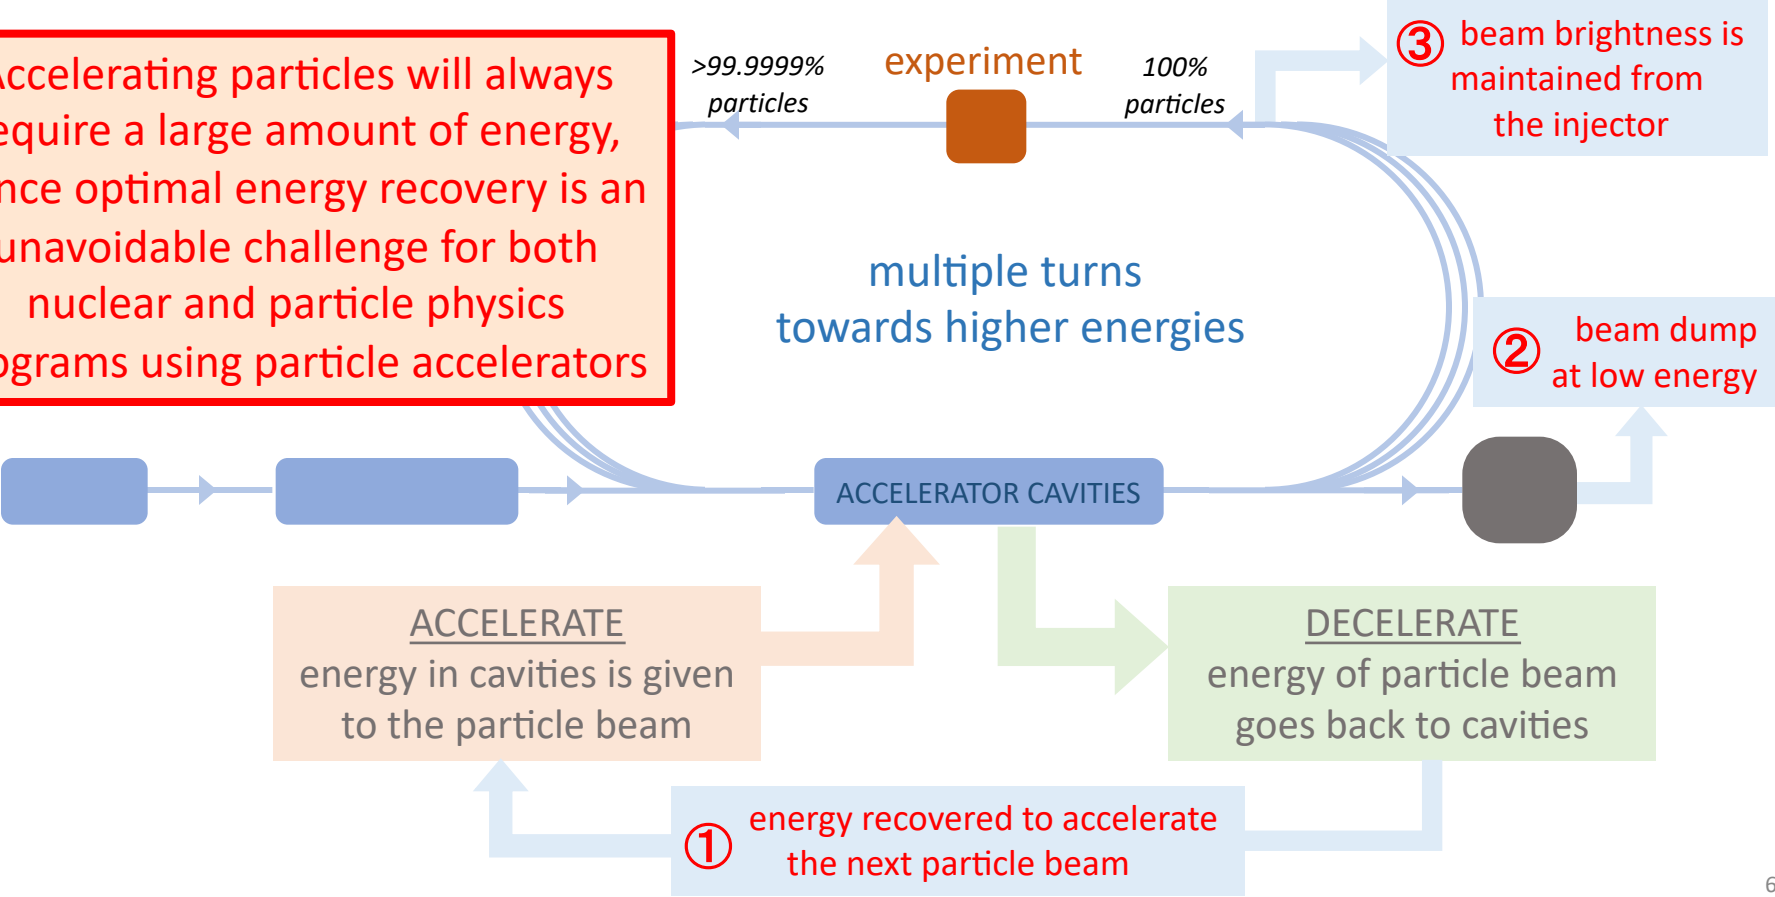 ccelerating particles will always
equire a large amount of energy,
nce optimal energy recovery is an
unavoidable challenge for both
nuclear and particle physics
ograms using particle accelerators
>99.9999%
particles
experiment
100%
particles
③ beam brightness is
maintained from
the injector
multiple turns
towards higher energies
② beam dump
at low energy
ACCELERATOR CAVITIES
ACCELERATE
energy in cavities is given
to the particle beam
DECELERATE
energy of particle beam
goes back to cavities
① energy recovered to accelerate
the next particle beam
6